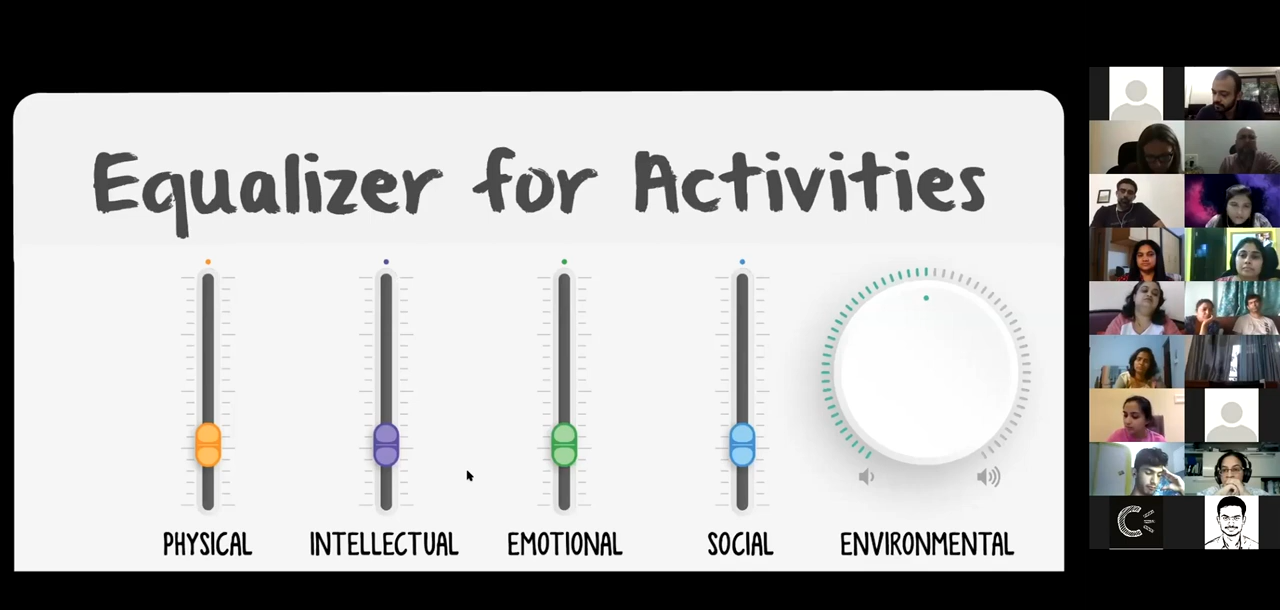 Equalizer for Activities
PHYSICAL INTELLECTUAL EMOTIONAL SOCIAL ENVIRONMENTAL